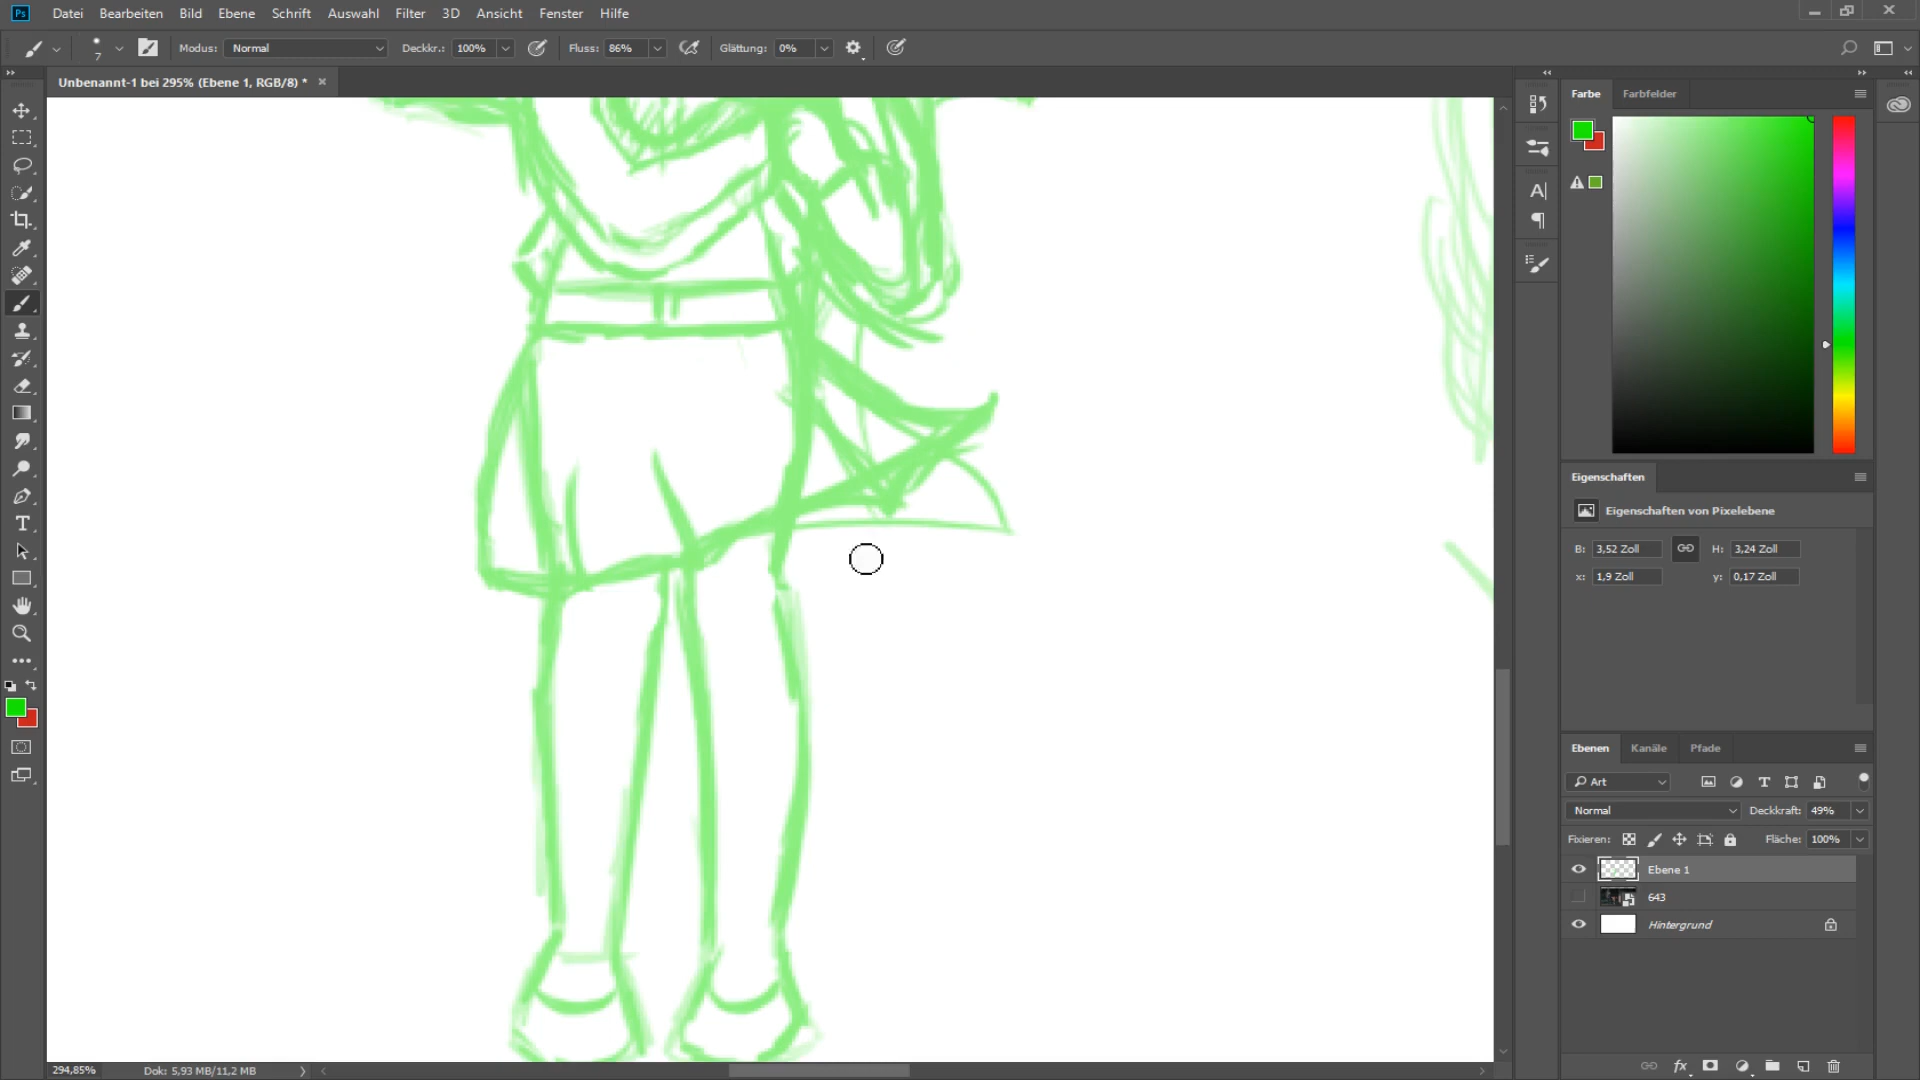 Ps Datei Bearbeiten Bild Ebene Schrift Auswahl Filter 3D Ansicht Fenster Hilfe
7 Modus: Normal Deckkr.: 100% Fluss: 86% Glättung: 0%
Unbenannt-1 bei 295% (Ebene 1, RGB/8) *
Farbe Farbfelder
Eigenschaften
Eigenschaften von Pixelebene
B: 3,52 Zoll H: 3,24 Zoll
x: 1,9 Zoll y: 0,17 Zoll
Ebenen Kanäle Pfade
Art
Normal Deckkraft: 49%
Fixieren: Fläche: 100%
Ebene 1
643
Hintergrund
294,85% Dok: 5,93 MB/11,2 MB